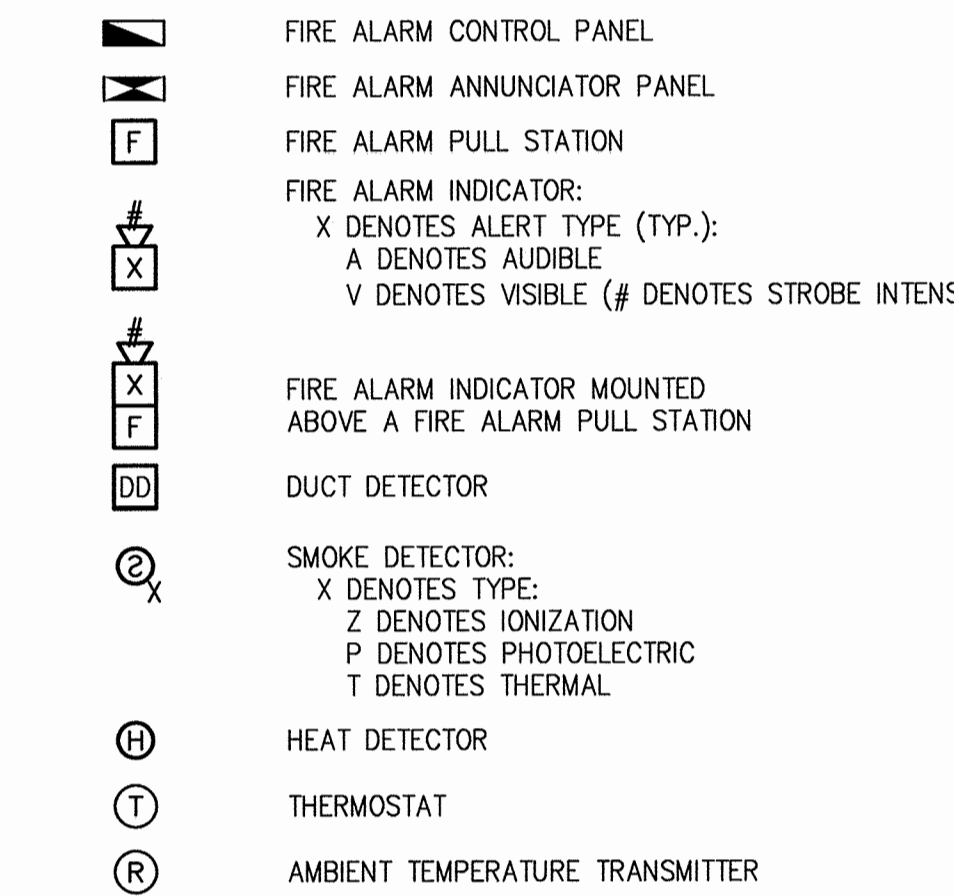 FIRE ALARM CONTROL PANEL
FIRE ALARM ANNUNCIATOR PANEL
F FIRE ALARM PULL STATION
FIRE ALARM INDICATOR:
# X DENOTES ALERT TYPE (TYP.):
X A DENOTES AUDIBLE
V DENOTES VISIBLE (# DENOTES STROBE
#
X FIRE ALARM INDICATOR MOUNTED
F ABOVE A FIRE ALARM PULL STATION
DD DUCT DETECTOR
SMOKE DETECTOR:
X X DENOTES TYPE:
Z DENOTES IONIZATION
P DENOTES PHOTOELECTRIC
T DENOTES THERMAL
H HEAT DETECTOR
T THERMOSTAT
R AMBIENT TEMPERATURE TRANSMITTER